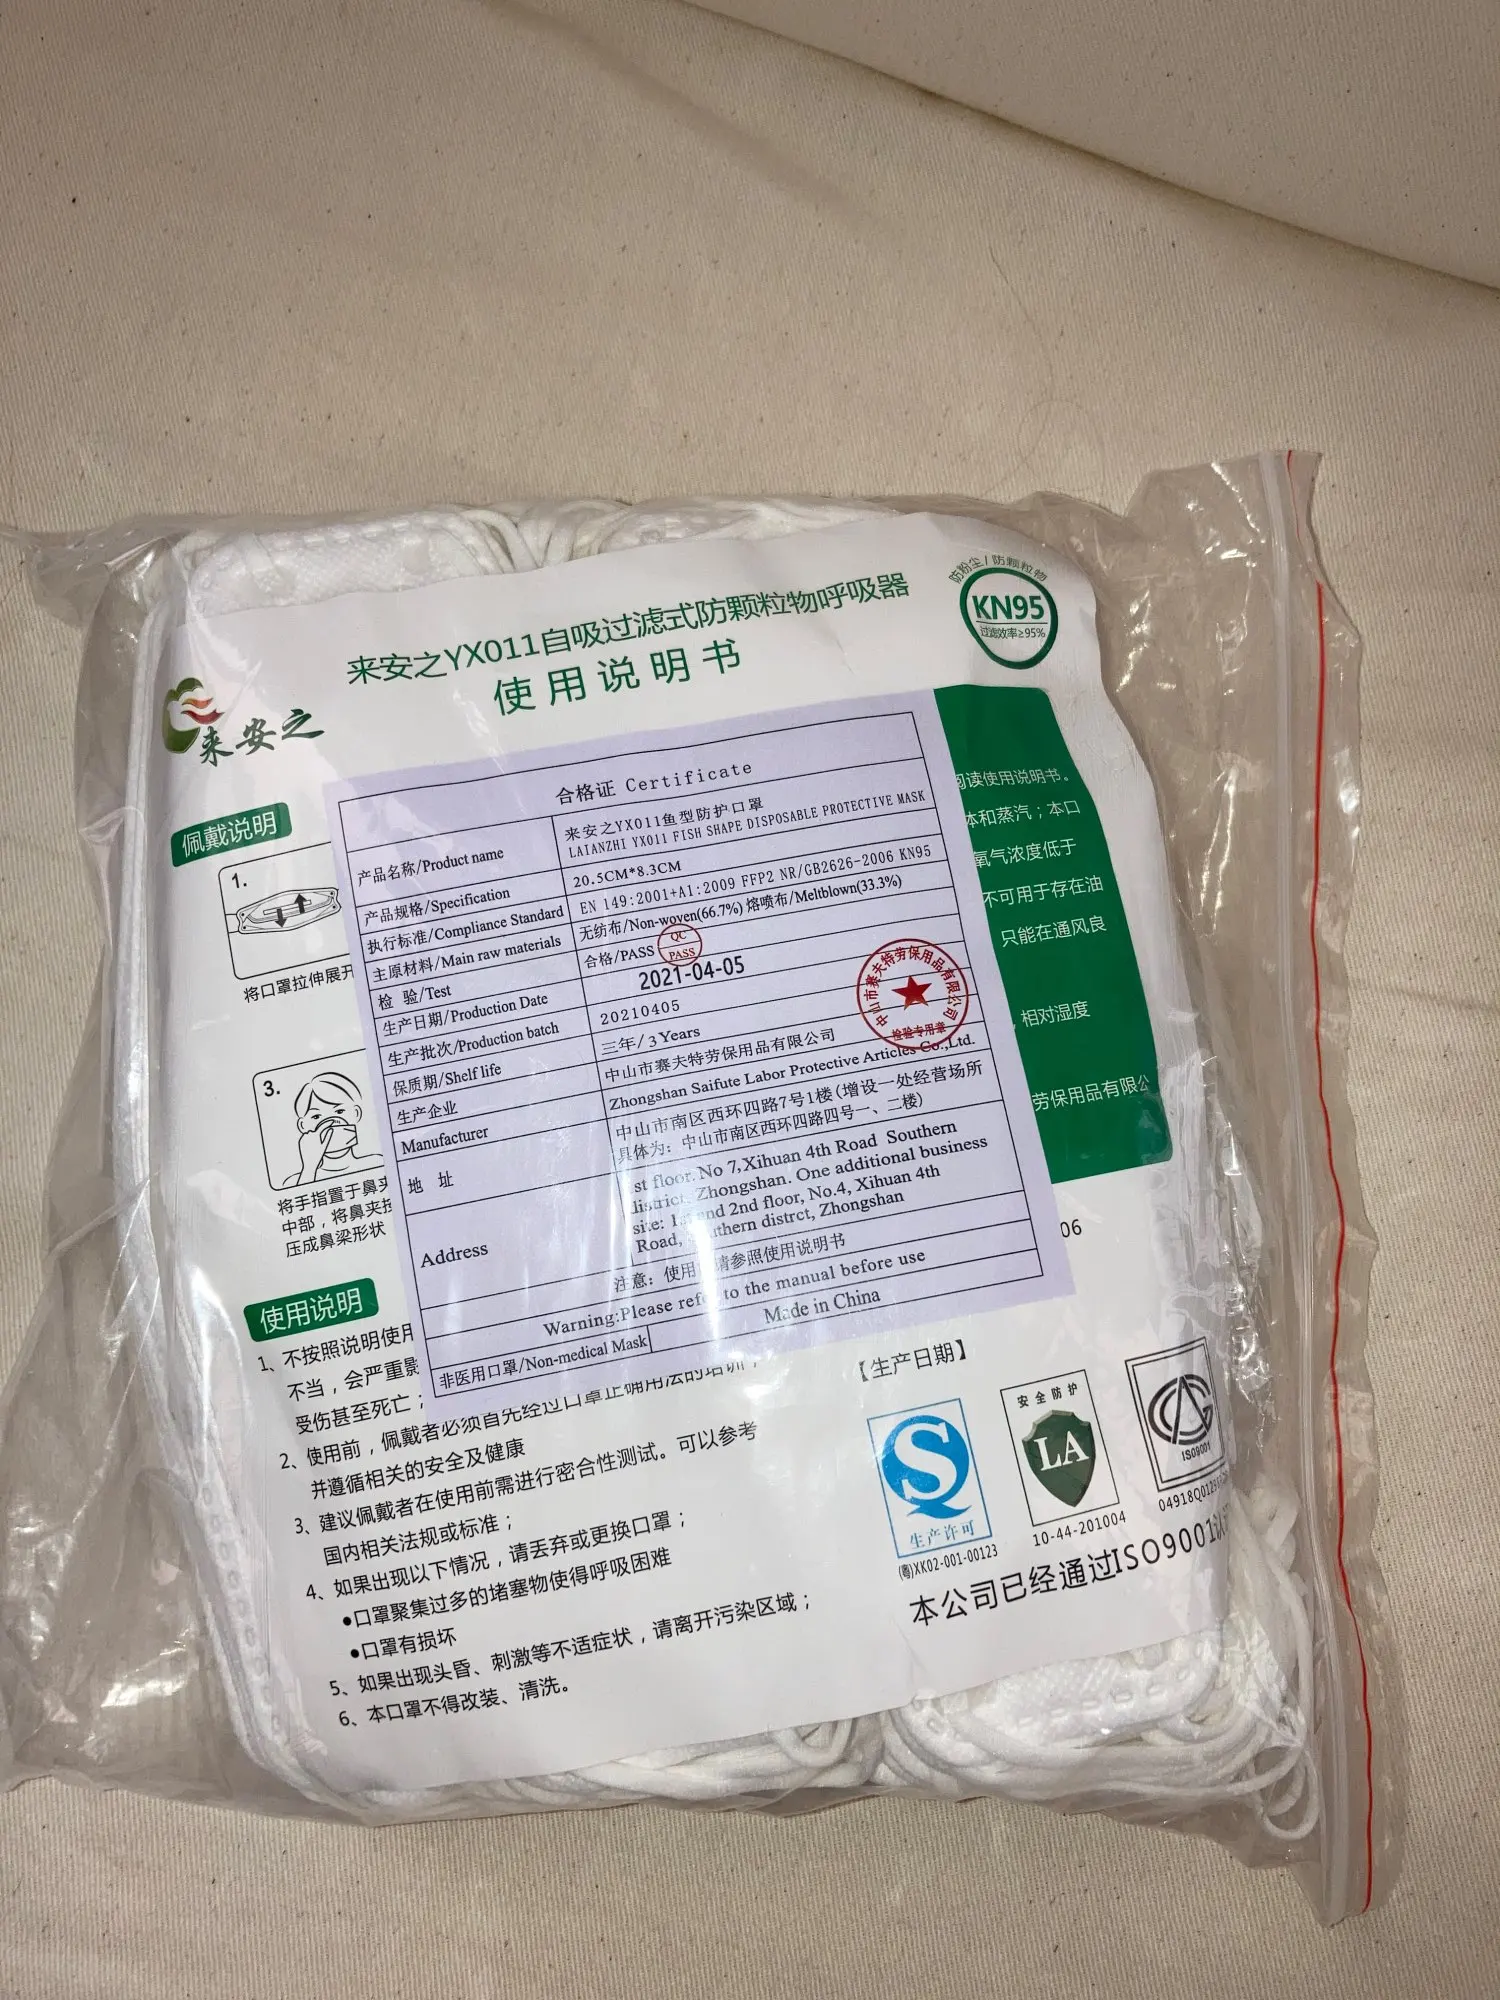 防粉尘/防颗粒物
KN95
过滤效率≥95%
来安之YX011自吸过滤式防颗粒物呼吸器
使用说明书
来安之
佩戴说明
1.
将口罩拉伸展开
3.
将手指置于鼻夹
中部，将鼻夹按
压成鼻梁形状
合格证 Certificate
产品名称/Product name
来安之YX011鱼型防护口罩
LAIANZHI YX011 FISH SHAPE DISPOSABLE PROTECTIVE MASK
产品规格/Specification
20.5CM*8.3CM
执行标准/Compliance Standard
EN 149:2001+A1:2009 FFP2 NR/GB2626-2006 KN95
主原材料/Main raw materials
无纺布/Non-woven(66.7%) 熔喷布/Meltblown(33.3%)
检 验/Test
合格/PASS
QC
PASS
生产日期/Production Date
2021-04-05
生产批次/Production batch
20210405
保质期/Shelf life
三年/3 Years
生产企业
中山市赛夫特劳保用品有限公司
Manufacturer
Zhongshan Saifute Labor Protective Articles Co.,Ltd.
中山市赛夫特劳保用品有限公司
检验专用章
地 址
中山市南区西环四路7号1楼(增设一处经营场所
具体为：中山市南区西环四路四号一、二楼)
Address
1st floor. No 7,Xihuan 4th Road Southern
district, Zhongshan. One additional business
site: 1st and 2nd floor, No.4, Xihuan 4th
Road, Southern distrct, Zhongshan
注意：使用 请参照使用说明书
Warning:Please refe to the manual before use
非医用口罩/Non-medical Mask
Made in China
阅读使用说明书。
体和蒸汽；本口
氧气浓度低于
不可用于存在油
只能在通风良
，相对湿度
劳保用品有限公
06
使用说明
1、不按照说明使用
不当，会严重影
受伤甚至死亡；
2、使用前，佩戴者必须首先经过口罩正确用法的培训，
并遵循相关的安全及健康
3、建议佩戴者在使用前需进行密合性测试。可以参考
国内相关法规或标准；
4、如果出现以下情况，请丢弃或更换口罩；
●口罩聚集过多的堵塞物使得呼吸困难
●口罩有损坏
5、如果出现头昏、刺激等不适症状，请离开污染区域；
6、本口罩不得改装、清洗。
【生产日期】
生产许可
(粤)XK02-001-00123
安全防护
LA
10-44-201004
ISO9001
04918Q0129
本公司已经通过ISO9001认